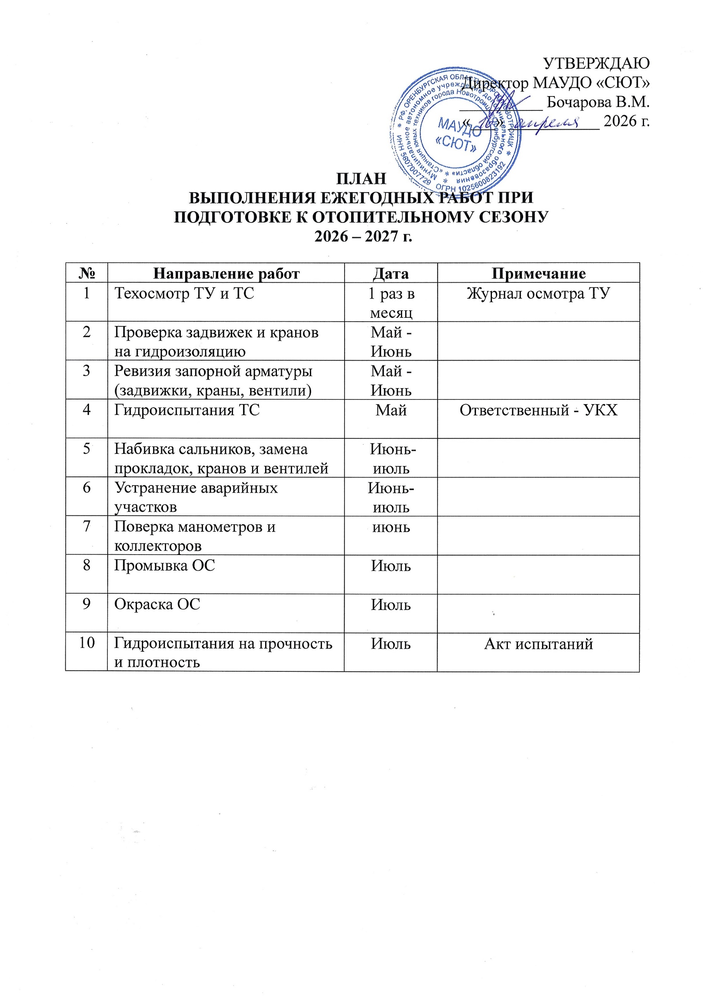 УТВЕРЖДАЮ
Директор МАУДО «СЮТ»
Бочарова В.М.
«16» апреля 2026 г.
РФ, ОРЕНБУРГСКАЯ ОБЛАСТЬ, ГОРОД НОВОТРОИЦК * ОГРН 1025600823192 ИНН 5607007729 *
Муниципальное автономное учреждение дополнительного образования *
«Станция юных техников города Новотроицка Оренбургской области» *
МАУДО
«СЮТ»
ПЛАН
ВЫПОЛНЕНИЯ ЕЖЕГОДНЫХ РАБОТ ПРИ
ПОДГОТОВКЕ К ОТОПИТЕЛЬНОМУ СЕЗОНУ
2026 – 2027 г.
№ Направление работ Дата Примечание
1 Техосмотр ТУ и ТС 1 раз в Журнал осмотра ТУ
месяц
2 Проверка задвижек и кранов Май -
на гидроизоляцию Июнь
3 Ревизия запорной арматуры Май -
(задвижки, краны, вентили) Июнь
4 Гидроиспытания ТС Май Ответственный - УКХ
5 Набивка сальников, замена Июнь-
прокладок, кранов и вентилей июль
6 Устранение аварийных Июнь-
участков июль
7 Поверка манометров и июнь
коллекторов
8 Промывка ОС Июль
9 Окраска ОС Июль
10 Гидроиспытания на прочность Июль Акт испытаний
и плотность